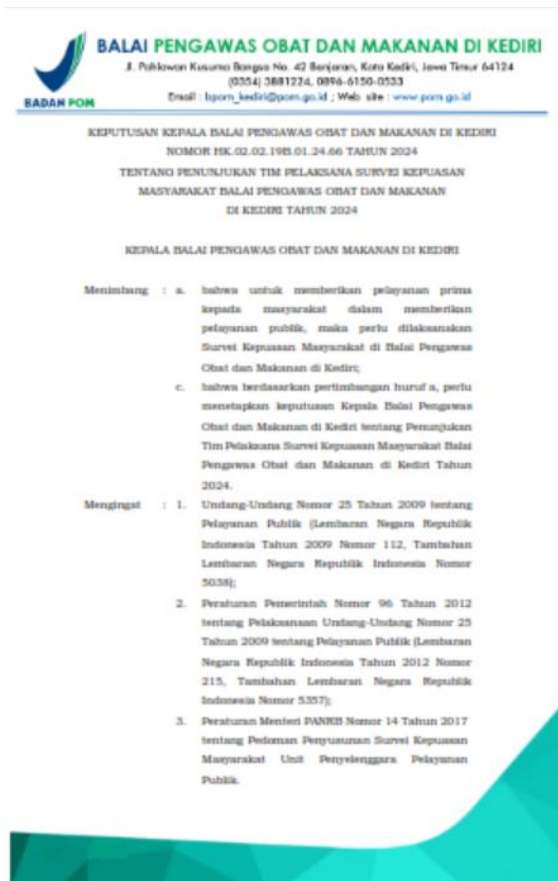 BALAI PENGAWAS OBAT DAN MAKANAN DI KEDIRI
Jl. Pahlawan Kusuma Bangsa No. 42 Banjaran, Kota Kediri, Jawa Timur 64124
(0354) 3881224, 0896-6150-0533
Email : bpom_kediri@pom.go.id ; Web site : www.pom.go.id
BADAN POM
KEPUTUSAN KEPALA BALAI PENGAWAS OBAT DAN MAKANAN DI KEDIRI
NOMOR HK.02.02.19B.01.24.66 TAHUN 2024
TENTANG PENUNJUKAN TIM PELAKSANA SURVEI KEPUASAN
MASYARAKAT BALAI PENGAWAS OBAT DAN MAKANAN
DI KEDIRI TAHUN 2024
KEPALA BALAI PENGAWAS OBAT DAN MAKANAN DI KEDIRI
Menimbang : a. bahwa untuk memberikan pelayanan prima
kepada masyarakat dalam memberikan
pelayanan publik, maka perlu dilaksanakan
Survei Kepuasan Masyarakat di Balai Pengawas
Obat dan Makanan di Kediri;
c. bahwa berdasarkan pertimbangan huruf a, perlu
menetapkan keputusan Kepala Balai Pengawas
Obat dan Makanan di Kediri tentang Penunjukan
Tim Pelaksana Survei Kepuasan Masyarakat Balai
Pengawas Obat dan Makanan di Kediri Tahun
2024.
Mengingat : 1. Undang-Undang Nomor 25 Tahun 2009 tentang
Pelayanan Publik (Lembaran Negara Republik
Indonesia Tahun 2009 Nomor 112, Tambahan
Lembaran Negara Republik Indonesia Nomor
5038);
2. Peraturan Pemerintah Nomor 96 Tahun 2012
tentang Pelaksanaan Undang-Undang Nomor 25
Tahun 2009 tentang Pelayanan Publik (Lembaran
Negara Republik Indonesia Tahun 2012 Nomor
215, Tambahan Lembaran Negara Republik
Indonesia Nomor 5357);
3. Peraturan Menteri PANRB Nomor 14 Tahun 2017
tentang Pedoman Penyusunan Survei Kepuasan
Masyarakat Unit Penyelenggara Pelayanan
Publik.